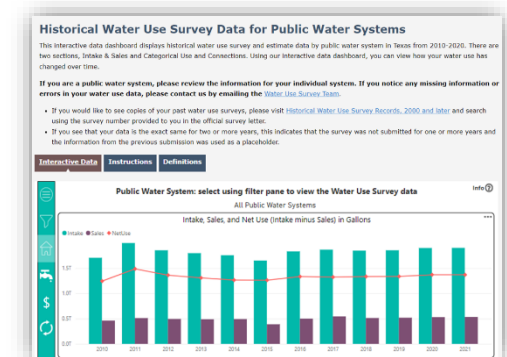 Historical Water Use Survey Data for Public Water Systems
This interactive data dashboard displays historical water use survey and estimate data by public water system in Texas from 2010-2020. There are
two sections, Intake & Sales and Categorical Use and Connections. Using our interactive data dashboard, you can view how your water use has
changed over time.
If you are a public water system, please review the information for your individual system. If you notice any missing information or
errors in your water use data, please contact us by emailing the Water Use Survey Team.
• If you would like to see copies of your past water use surveys, please visit Historical Water Use Survey Records, 2000 and later and search
using the survey number provided to you in the official survey letter.
• If you see that your data is the exact same for two or more years, this indicates that the survey was not submitted for one or more years and
the information from the previous submission was used as a placeholder.
Interactive Data Instructions Definitions
Public Water System: select using filter pane to view the Water Use Survey data
Info ?
All Public Water Systems
Intake, Sales, and Net Use (Intake minus Sales) in Gallons
Intake Sales NetUse
1.5T
1.0T
0.5T
0.0T
2010 2011 2012 2013 2014 2015 2016 2017 2018 2019 2020 2021
$